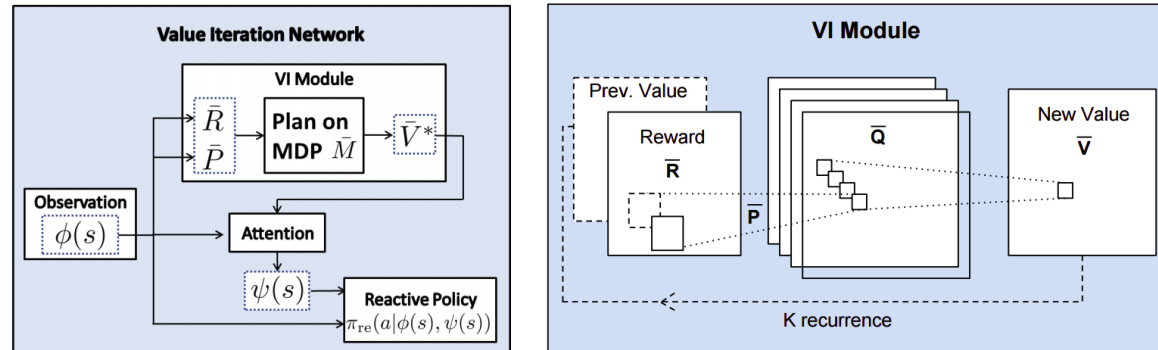 Value Iteration Network
VI Module
R̄
P̄
Plan on
MDP M̄
V̄*
Observation
ϕ(s)
Attention
ψ(s)
Reactive Policy
π_re(a|ϕ(s), ψ(s))
VI Module
Prev. Value
Reward
R̄
P̄
Q̄
New Value
V̄
K recurrence